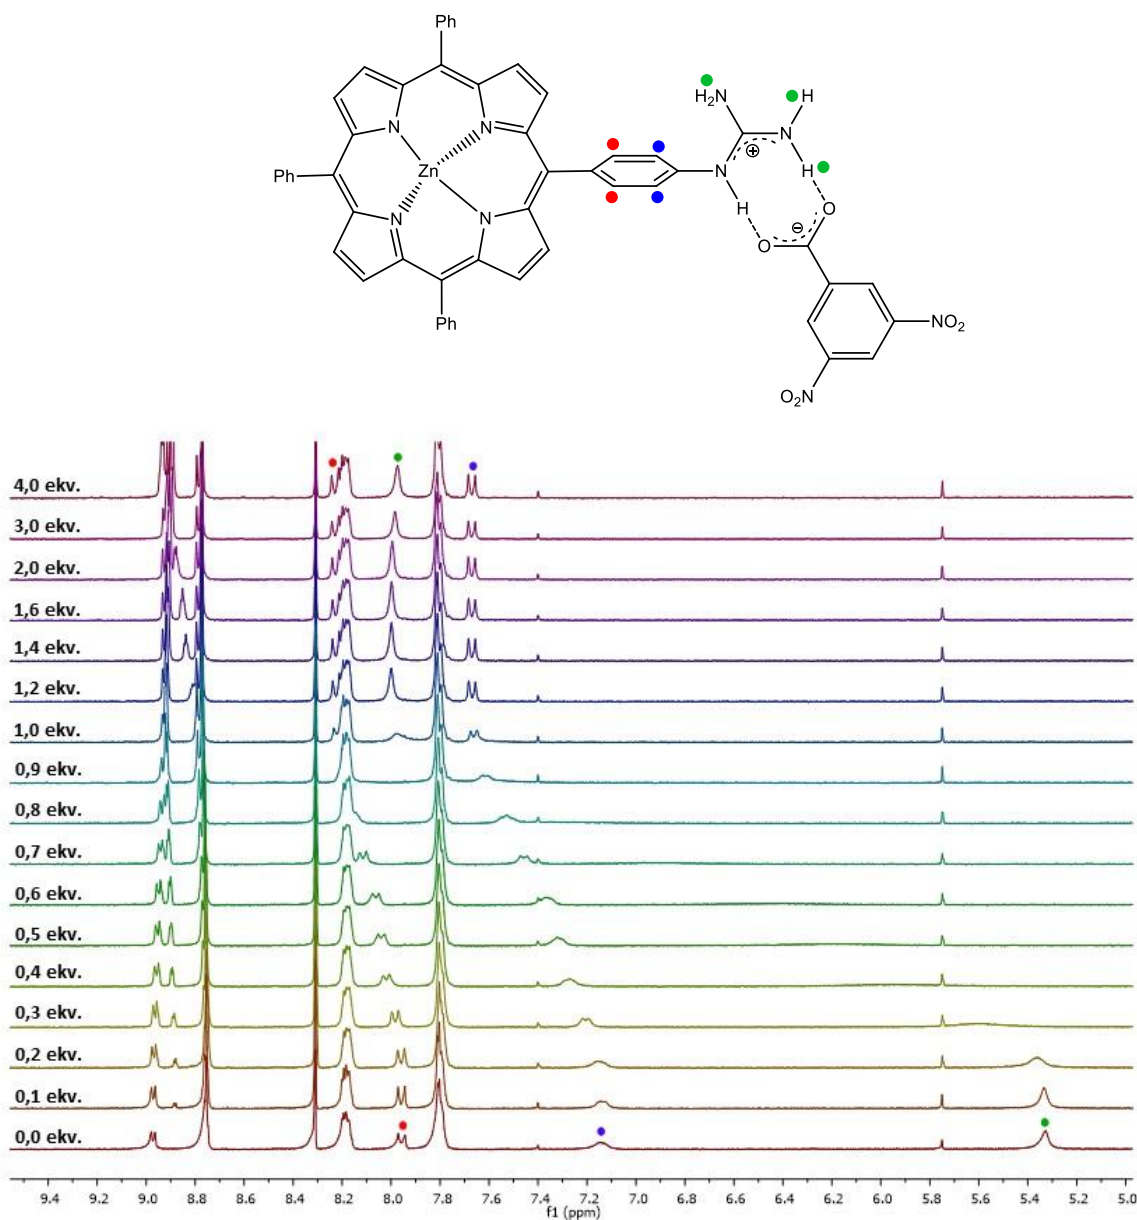 Ph
H₂N
H
N
N
N
⊕
Zn
Ph
N
H
H
N
N
O
⊖
O
Ph
NO₂
O₂N
4,0 ekv.
3,0 ekv.
2,0 ekv.
1,6 ekv.
1,4 ekv.
1,2 ekv.
1,0 ekv.
0,9 ekv.
0,8 ekv.
0,7 ekv.
0,6 ekv.
0,5 ekv.
0,4 ekv.
0,3 ekv.
0,2 ekv.
0,1 ekv.
0,0 ekv.
9.4 9.2 9.0 8.8 8.6 8.4 8.2 8.0 7.8 7.6 7.4 7.2 7.0 6.8 6.6 6.4 6.2 6.0 5.8 5.6 5.4 5.2 5.0
f1 (ppm)